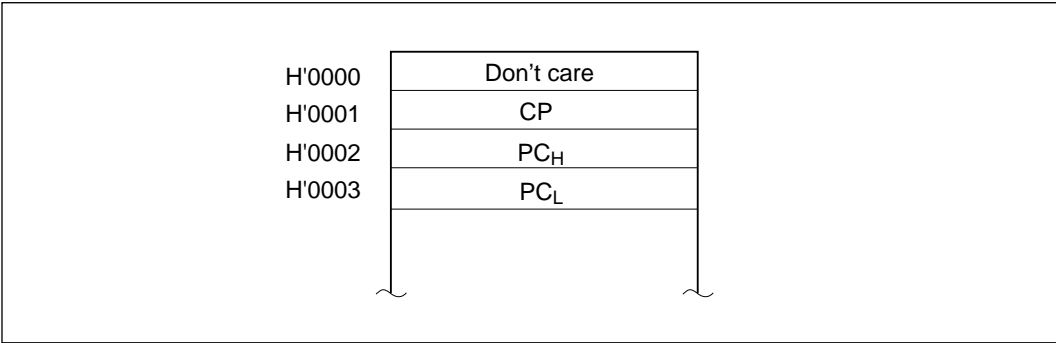 H'0000 Don't care
H'0001 CP
H'0002 PCH
H'0003 PCL